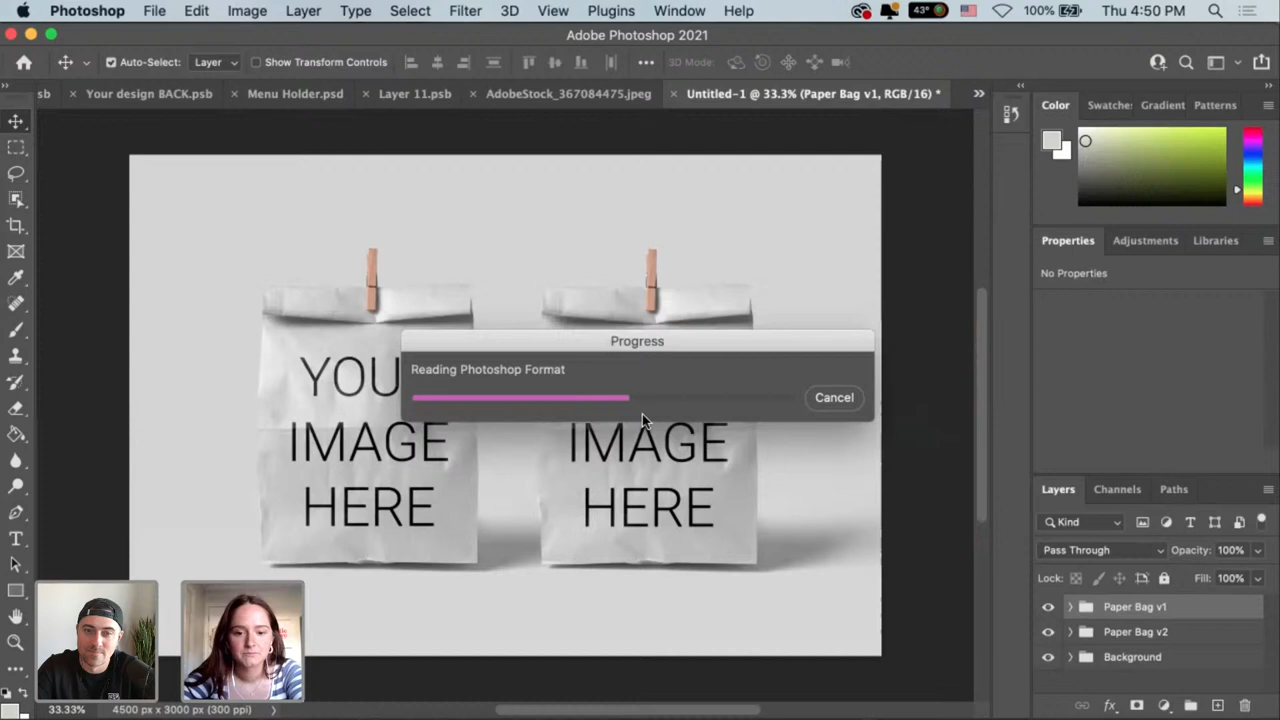 Photoshop File Edit Image Layer Type Select Filter 3D View Plugins Window Help 43° 100% Thu 4:50 PM
Adobe Photoshop 2021
Auto-Select: Layer Show Transform Controls 3D Mode:
sb × Your design BACK.psb × Menu Holder.psd × Layer 11.psb × AdobeStock_367084475.jpeg × Untitled-1 @ 33.3% (Paper Bag v1, RGB/16) *
Color Swatche: Gradient Patterns
Properties Adjustments Libraries
No Properties
Progress
Reading Photoshop Format
Cancel
YOU
IMAGE
HERE
IMAGE
HERE
Layers Channels Paths
Kind
Pass Through Opacity: 100%
Lock: Fill: 100%
Paper Bag v1
Paper Bag v2
Background
33.33% 4500 px x 3000 px (300 ppi)